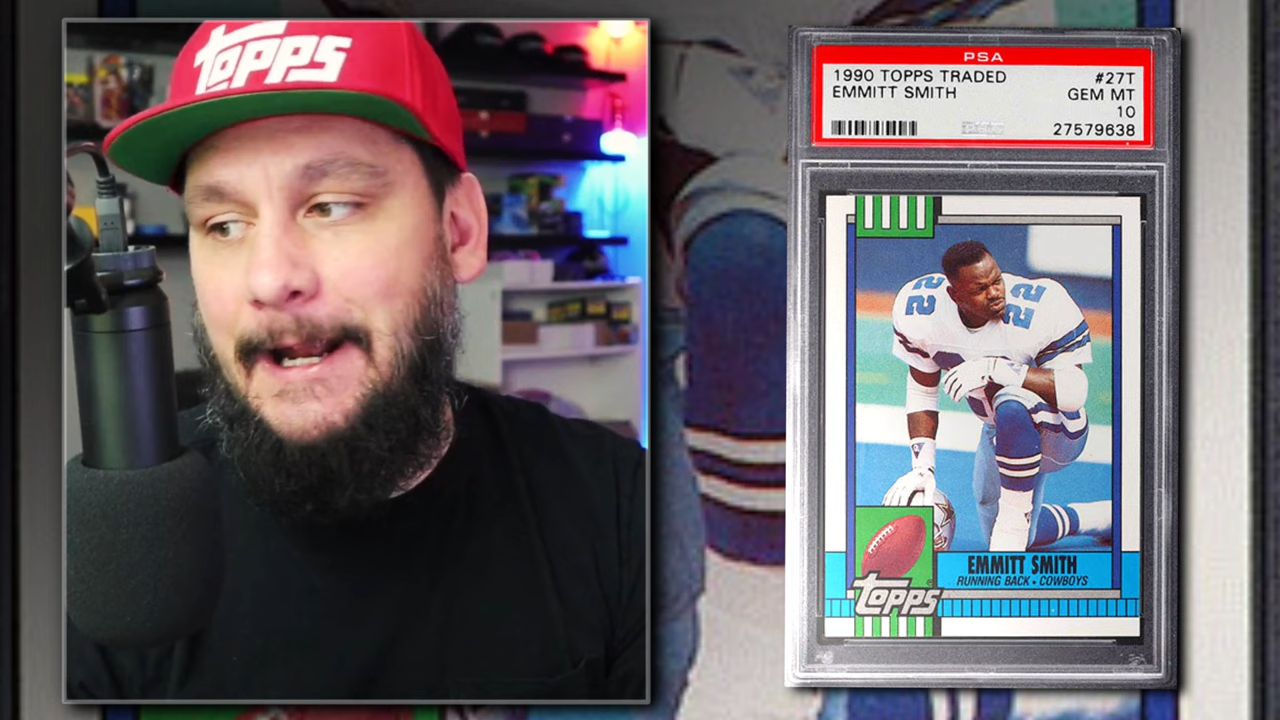 Topps
PSA
1990 TOPPS TRADED #27T
EMMITT SMITH GEM MT
10
27579638
22 22
EMMITT SMITH
RUNNING BACK • COWBOYS
Topps